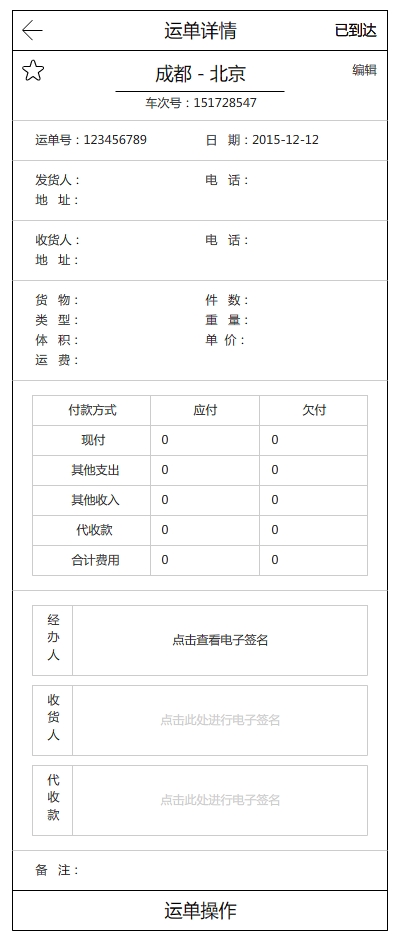 运单详情 已到达
成都 - 北京 编辑
车次号：151728547
运单号：123456789 日 期：2015-12-12
发货人： 电 话：
地 址：
收货人： 电 话：
地 址：
货 物： 件 数：
类 型： 重 量：
体 积： 单 价：
运 费：
付款方式 应付 欠付
现付 0 0
其他支出 0 0
其他收入 0 0
代收款 0 0
合计费用 0 0
经办人 点击查看电子签名
收货人 点击此处进行电子签名
代收款 点击此处进行电子签名
备 注：
运单操作